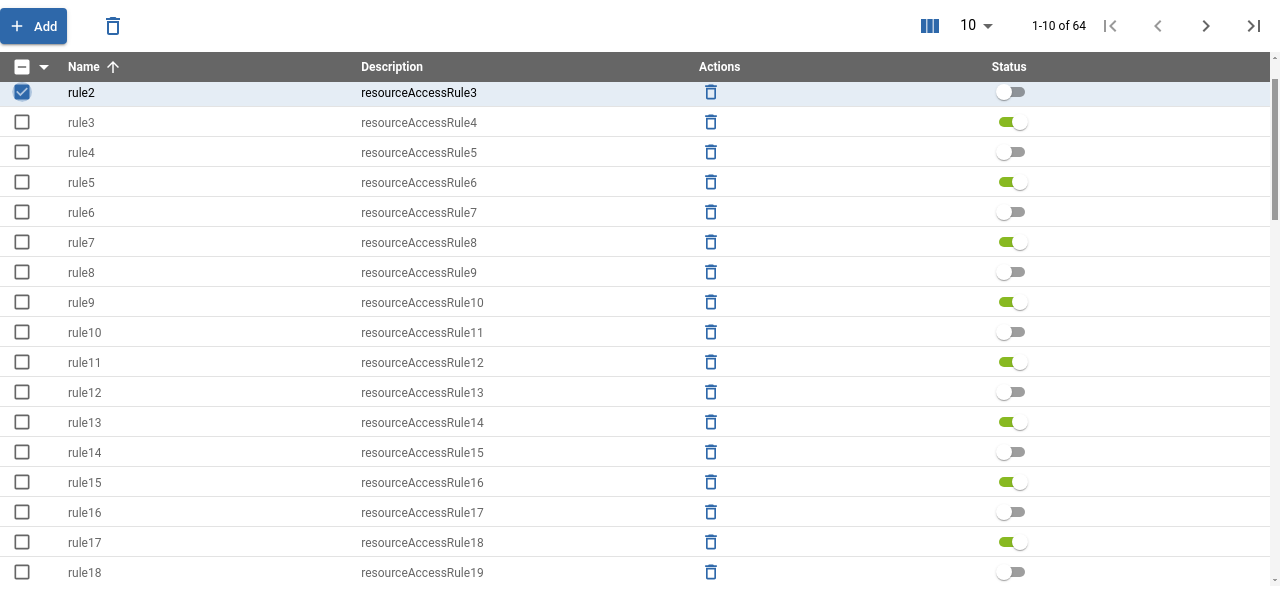 Add 10 1-10 of 64
Name Description Actions Status
rule2 resourceAccessRule3
rule3 resourceAccessRule4
rule4 resourceAccessRule5
rule5 resourceAccessRule6
rule6 resourceAccessRule7
rule7 resourceAccessRule8
rule8 resourceAccessRule9
rule9 resourceAccessRule10
rule10 resourceAccessRule11
rule11 resourceAccessRule12
rule12 resourceAccessRule13
rule13 resourceAccessRule14
rule14 resourceAccessRule15
rule15 resourceAccessRule16
rule16 resourceAccessRule17
rule17 resourceAccessRule18
rule18 resourceAccessRule19